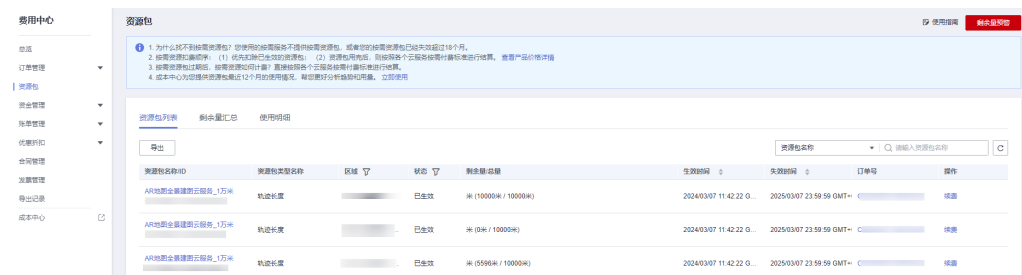 费用中心
总览
订单管理
资源包
资金管理
账单管理
优惠折扣
合同管理
发票管理
导出记录
成本中心
资源包
使用指南
剩余量预警
1. 为什么找不到按需资源包？您使用的按需服务不提供按需资源包，或者您的按需资源包已经失效超过18个月。
2. 按需资源扣费顺序：（1）优先扣除已生效的资源包；（2）资源包用完后，则按照各个云服务按需付费标准进行结算。 查看产品价格详情
3. 按需资源包过期后，按需资源如何计费？直接按照各个云服务按需付费标准进行结算。
4. 成本中心为您提供资源包最近12个月的使用情况，帮您更好分析趋势和用量。 立即使用
资源包列表 剩余量汇总 使用明细
导出
资源包名称
请输入资源包名称
资源包名称/ID 资源包类型名称 区域 状态 剩余量/总量 生效时间 失效时间 订单号 操作
AR地图全景建图云服务_1万米 轨迹长度 已生效 米 (10000米 / 10000米) 2024/03/07 11:42:22 G... 2025/03/07 23:59:59 GMT+ 续费
AR地图全景建图云服务_1万米 轨迹长度 已生效 米 (0米 / 10000米) 2024/03/07 11:42:22 G... 2025/03/07 23:59:59 GMT+ 续费
AR地图全景建图云服务_1万米 轨迹长度 已生效 米 (5596米 / 10000米) 2024/03/07 11:42:22 G... 2025/03/07 23:59:59 GMT+ 续费